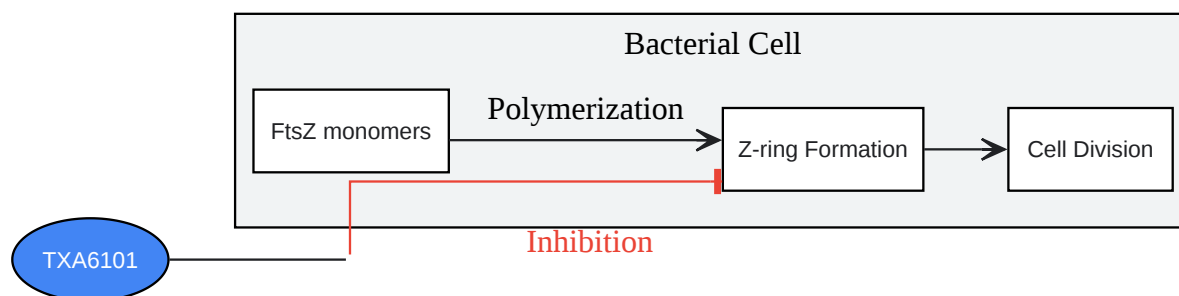 Bacterial Cell
FtsZ monomers
Polymerization
Z-ring Formation
Cell Division
Inhibition
TXA6101